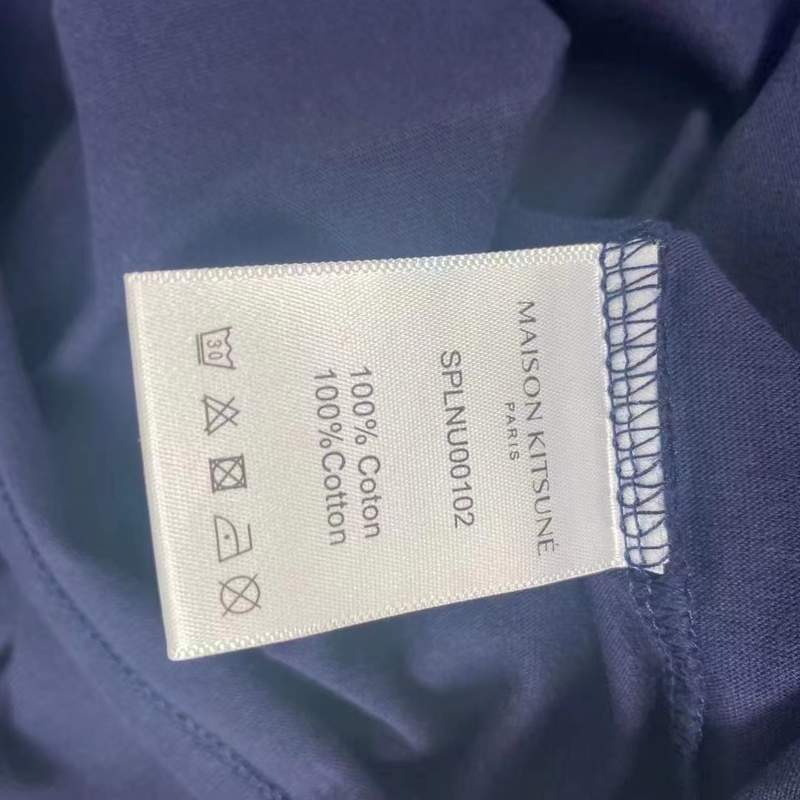 MAISON KITSUNÉ
PARIS
SPLNU00102
100% Coton
100%Cotton
30